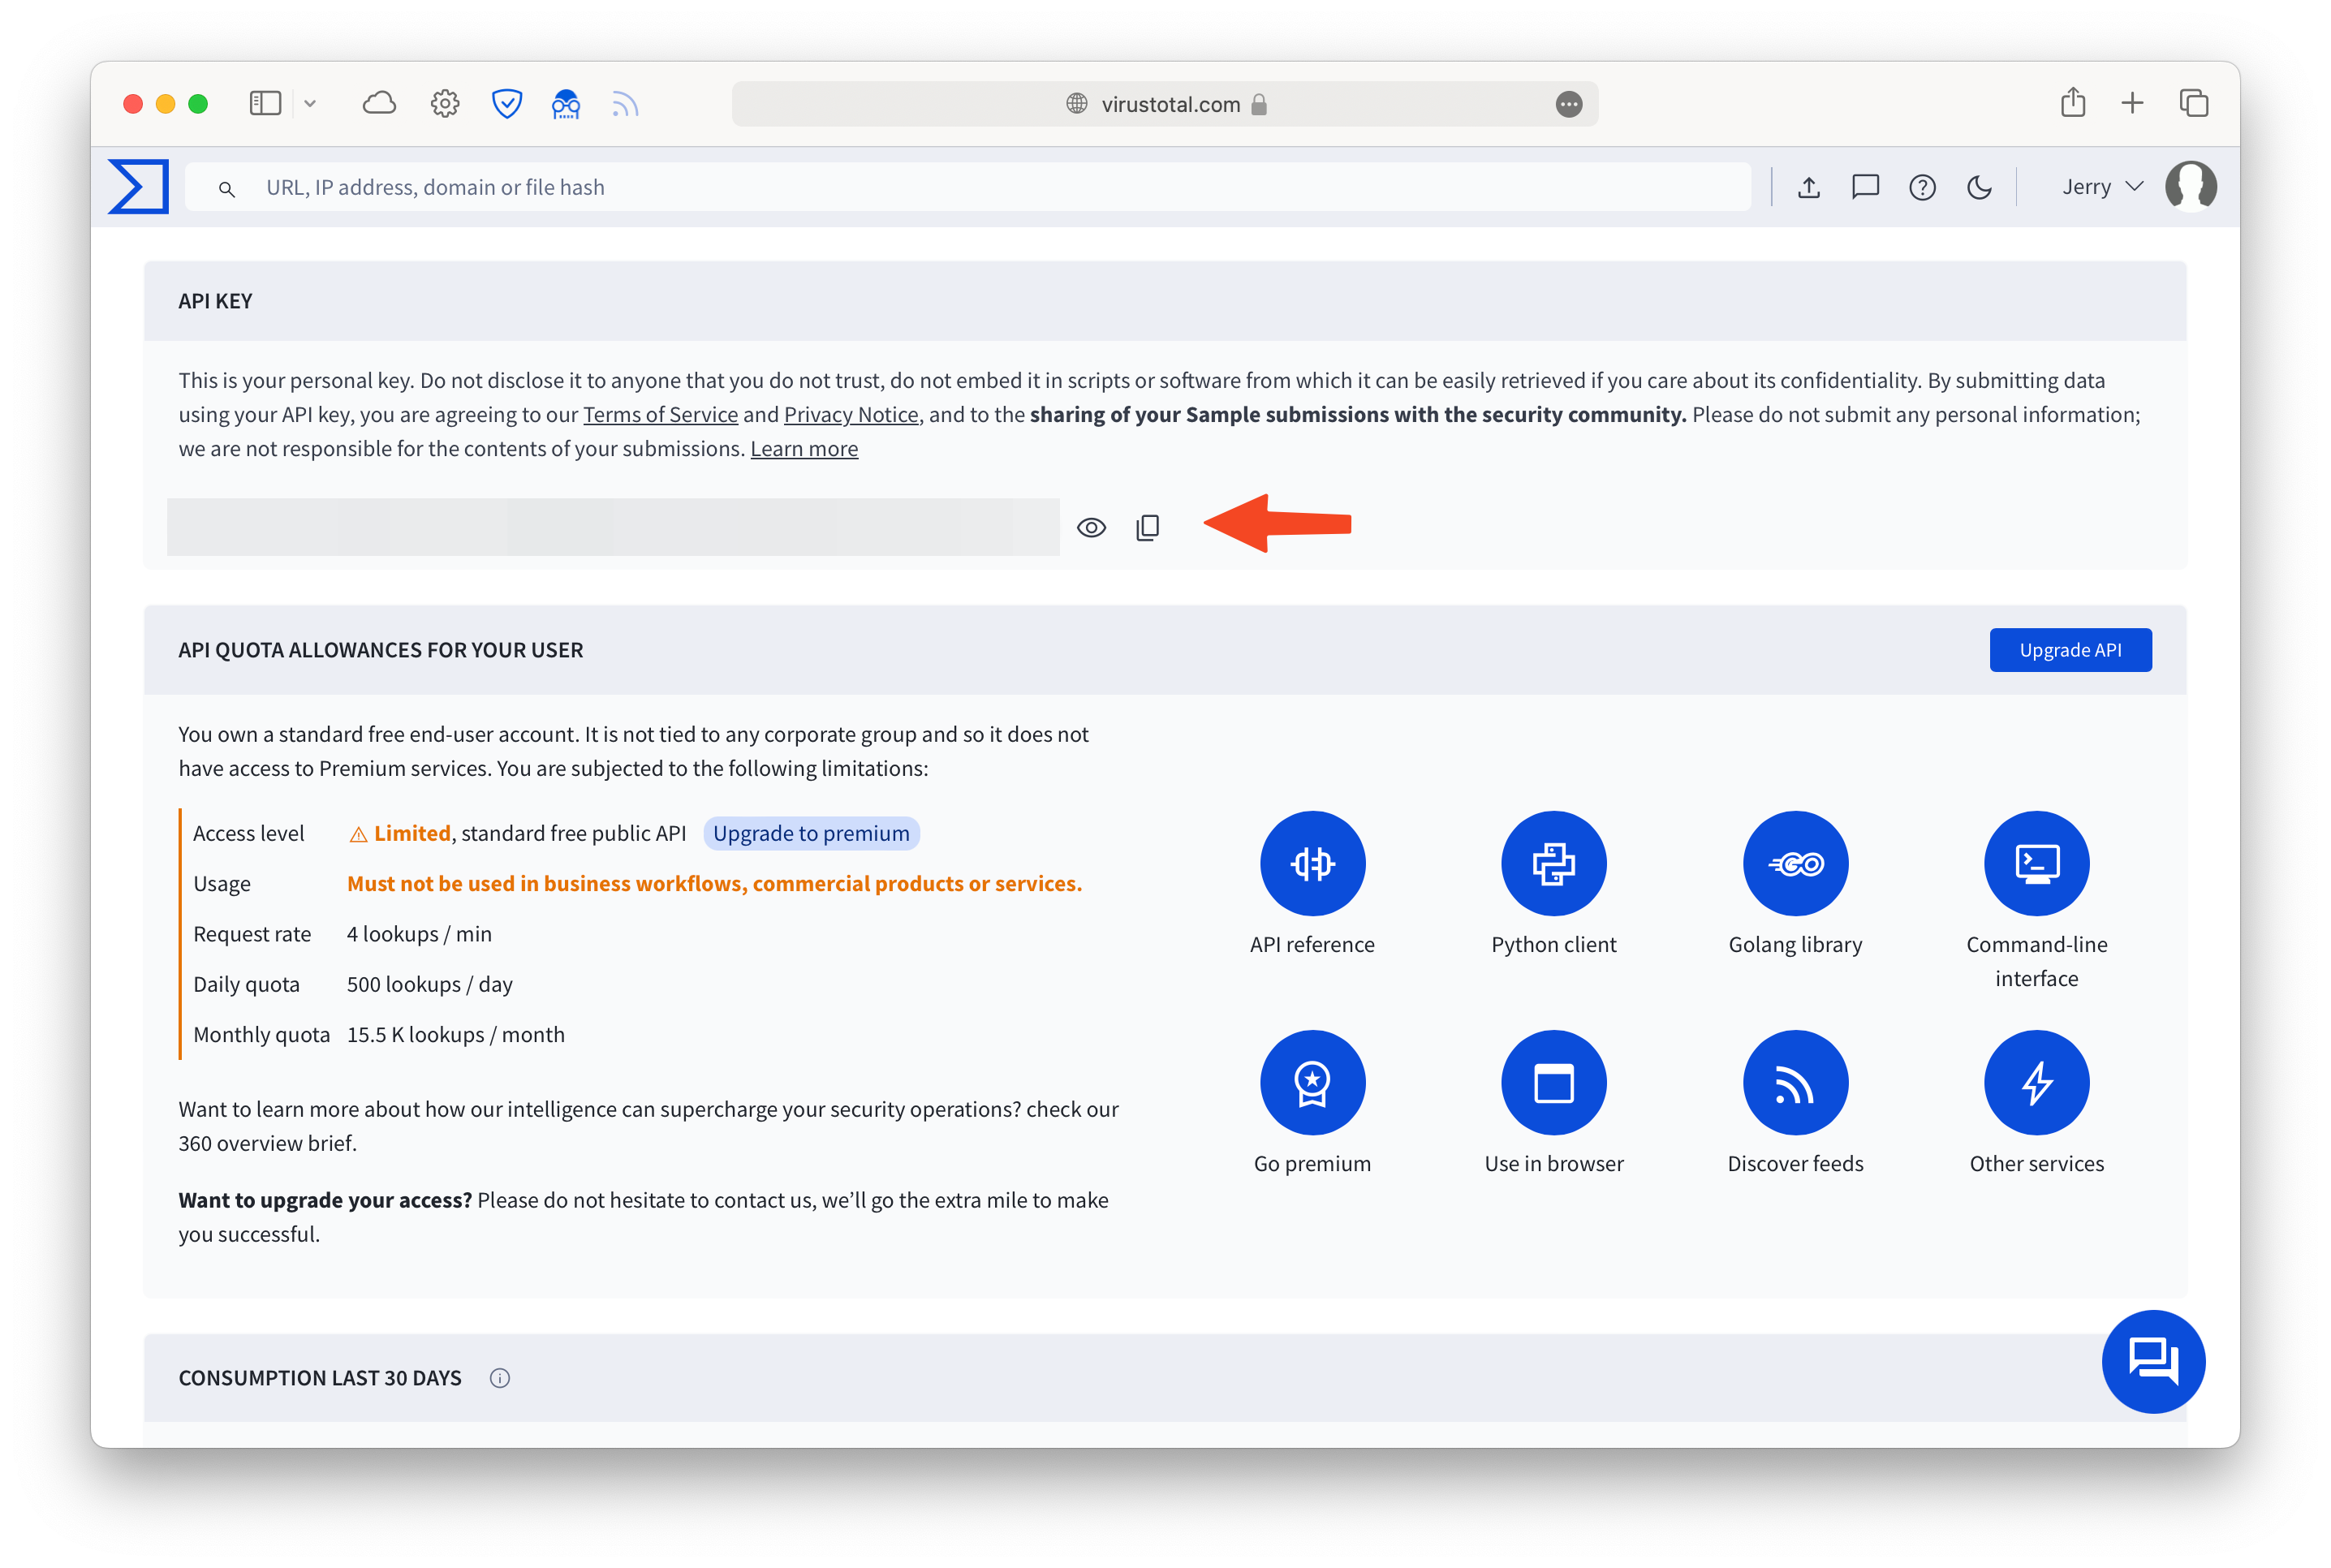 virustotal.com
URL, IP address, domain or file hash
Jerry
API KEY
This is your personal key. Do not disclose it to anyone that you do not trust, do not embed it in scripts or software from which it can be easily retrieved if you care about its confidentiality. By submitting data
using your API key, you are agreeing to our Terms of Service and Privacy Notice, and to the sharing of your Sample submissions with the security community. Please do not submit any personal information;
we are not responsible for the contents of your submissions. Learn more
API QUOTA ALLOWANCES FOR YOUR USER
Upgrade API
You own a standard free end-user account. It is not tied to any corporate group and so it does not
have access to Premium services. You are subjected to the following limitations:
Access level Limited, standard free public API Upgrade to premium
Usage Must not be used in business workflows, commercial products or services.
Request rate 4 lookups / min
Daily quota 500 lookups / day
Monthly quota 15.5 K lookups / month
Want to learn more about how our intelligence can supercharge your security operations? check our
360 overview brief.
Want to upgrade your access? Please do not hesitate to contact us, we’ll go the extra mile to make
you successful.
API reference
Python client
GO
Golang library
Command-line
interface
Go premium
Use in browser
Discover feeds
Other services
CONSUMPTION LAST 30 DAYS